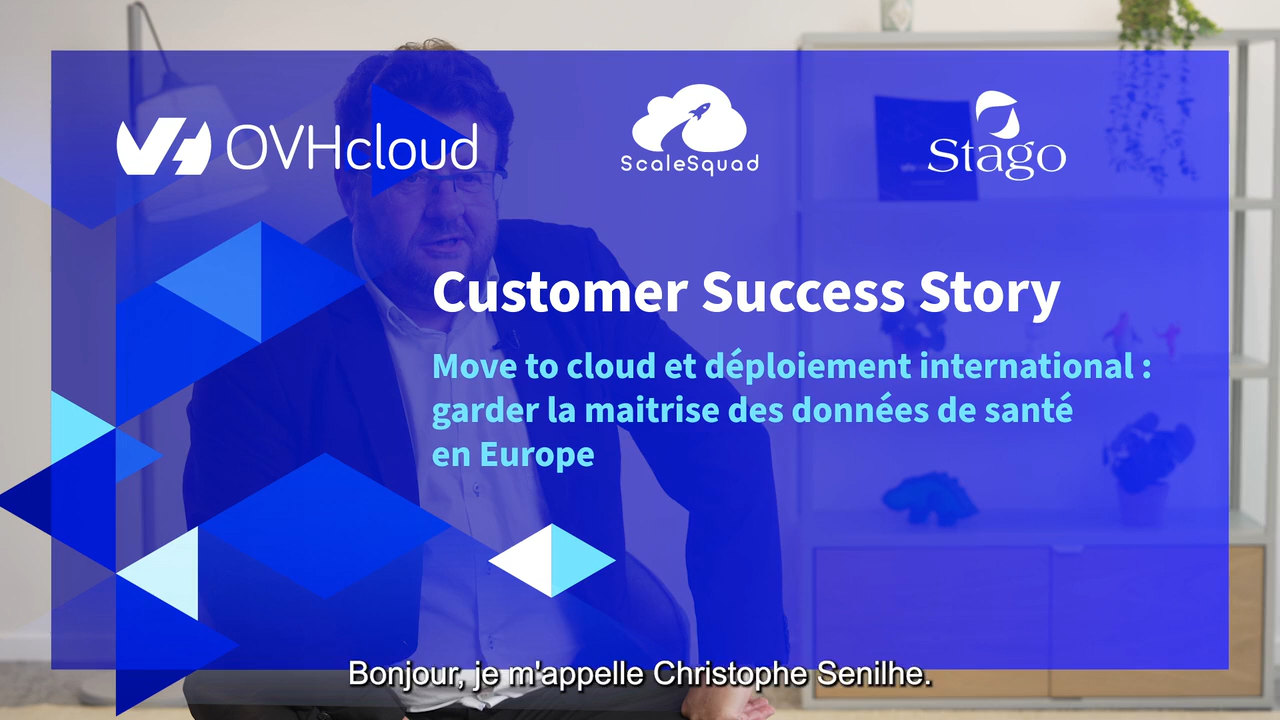 OVHcloud
ScaleSquad
Stago
Customer Success Story
Move to cloud et déploiement international :
garder la maitrise des données de santé
en Europe
Bonjour, je m'appelle Christophe Senilhe.